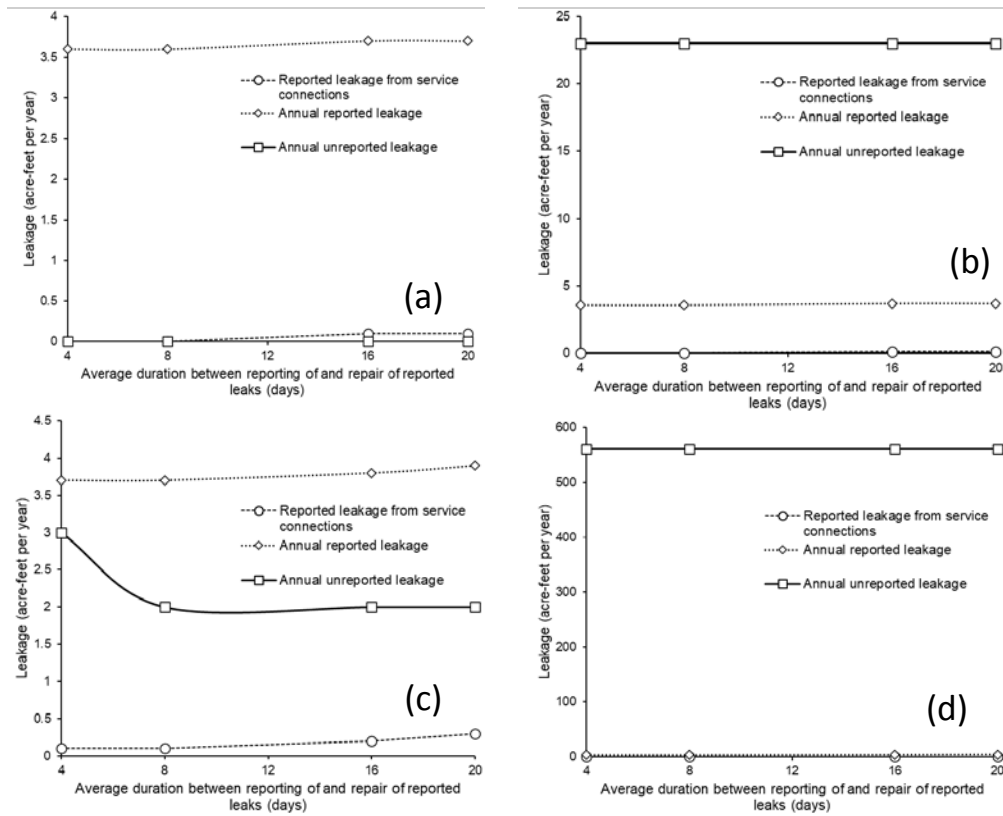 4
3.5
3
2.5
2
1.5
1
0.5
0
4
8
12
16
20
Leakage (acre-feet per year)
Reported leakage from service
connections
Annual reported leakage
Annual unreported leakage
(a)
Average duration between reporting of and repair of reported
leaks (days)
25
20
15
10
5
0
4
8
12
16
20
Leakage (acre-feet per year)
Reported leakage from service
connections
Annual reported leakage
Annual unreported leakage
(b)
Average duration between reporting of and repair of reported
leaks (days)
4.5
4
3.5
3
2.5
2
1.5
1
0.5
0
4
8
12
16
20
Leakage (acre-feet per year)
Reported leakage from service
connections
Annual reported leakage
Annual unreported leakage
(c)
Average duration between reporting of and repair of reported
leaks (days)
600
500
400
300
200
100
0
4
8
12
16
20
Leakage (acre-feet per year)
Reported leakage from service
connections
Annual reported leakage
Annual unreported leakage
(d)
Average duration between reporting of and repair of reported
leaks (days)